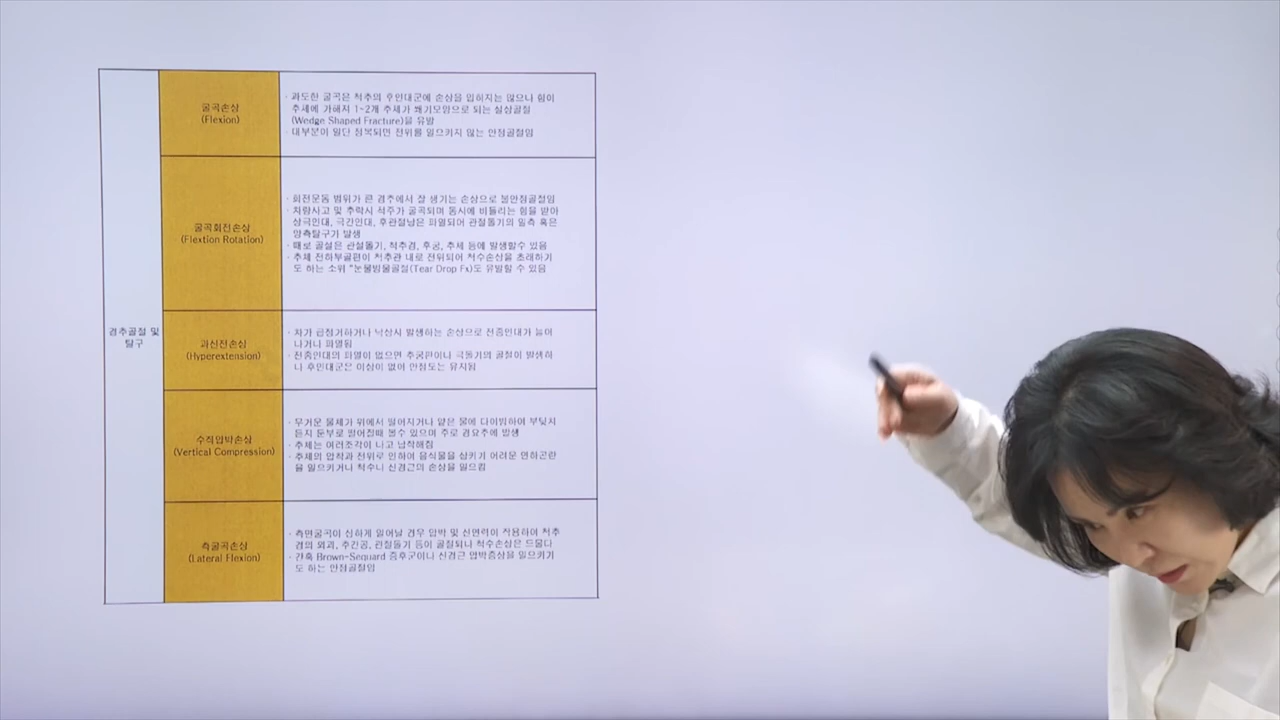 경추골절 및
탈구
굴곡손상
(Flexion)
· 과도한 굴곡은 척추의 후인대군에 손상을 입히지는 않으나 힘이
추체에 가해져 1~2개 추체가 쐐기모양으로 되는 설상골절
(Wedge Shaped Fracture)을 유발
· 대부분이 일단 정복되면 전위를 일으키지 않는 안정골절임
굴곡회전손상
(Flextion Rotation)
· 회전운동 범위가 큰 경추에서 잘 생기는 손상으로 불안정골절임
· 차량사고 및 추락시 척주가 굴곡되며 동시에 비틀리는 힘을 받아
상극인대, 극간인대, 후관절낭은 파열되어 관절돌기의 일측 혹은
양측탈구가 발생
· 때로 골절은 관절돌기, 척추경, 후궁, 추체 등에 발생할수 있음
· 추체 전하부골편이 척추관 내로 전위되어 척수손상을 초래하기
도 하는 소위 "눈물방물골절(Tear Drop Fx)도 유발할 수 있음
과신전손상
(Hyperextension)
· 차가 급정거하거나 낙상시 발생하는 손상으로 전종인대가 늘어
나거나 파열됨
· 전종인대의 파열이 없으면 추궁판이나 극돌기의 골절이 발생하
나 후인대군은 이상이 없어 안정도는 유지됨
수직압박손상
(Vertical Compression)
· 무거운 물체가 위에서 떨어지거나 얕은 물에 다이빙하여 부딪치
든지 둔부로 떨어질때 볼수 있으며 주로 경요추에 발생
· 추체는 여러조각이 나고 납작해짐
· 추체의 압착과 전위로 인하여 음식물을 삼키기 어려운 연하곤란
을 일으키거나 척수나 신경근의 손상을 일으킴
측굴곡손상
(Lateral Flexion)
· 측면굴곡이 심하게 일어날 경우 압박 및 신연력이 작용하여 척추
경의 외괴, 추간공, 관절돌기 등이 골절되나 척수손상은 드물다
· 간혹 Brown-Sequard 증후군이나 신경근 압박증상을 일으키기
도 하는 안정골절임